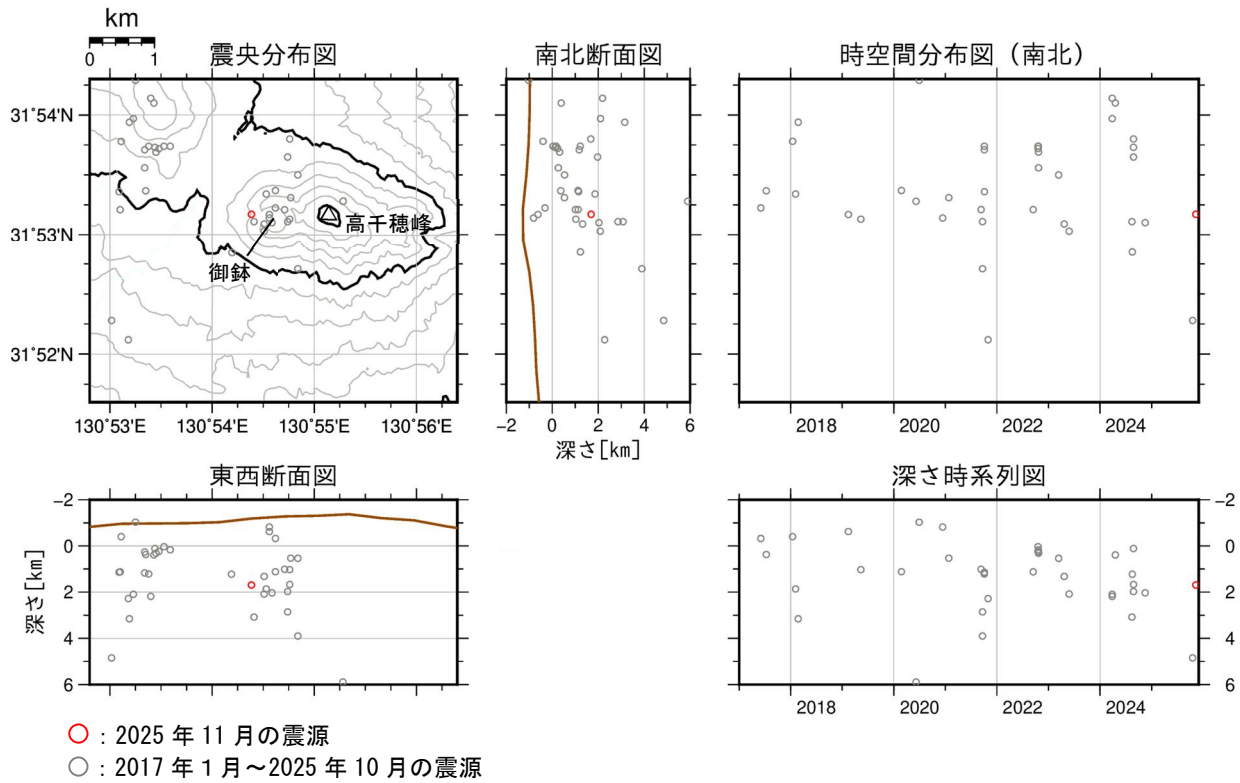 km
0 1
震央分布図
31°54'N
31°53'N
31°52'N
高千穂峰
御鉢
130°53'E 130°54'E 130°55'E 130°56'E
南北断面図
-2 0 2 4 6
深さ[km]
時空間分布図（南北）
2018 2020 2022 2024
東西断面図
-2
0
2
4
6
深さ[km]
深さ時系列図
-2
0
2
4
6
2018 2020 2022 2024
○ : 2025 年 11 月の震源
○ : 2017 年 1 月～2025 年 10 月の震源